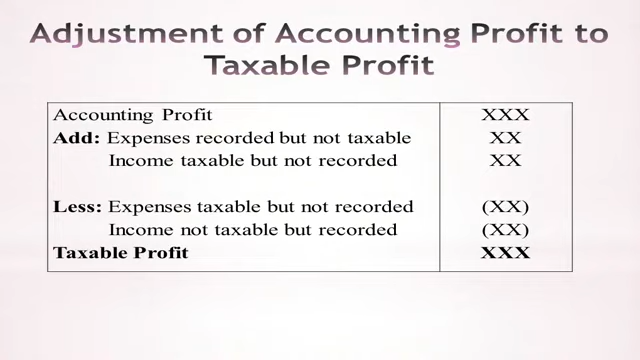 Adjustment of Accounting Profit to
Taxable Profit
Accounting Profit XXX
Add: Expenses recorded but not taxable XX
Income taxable but not recorded XX
Less: Expenses taxable but not recorded (XX)
Income not taxable but recorded (XX)
Taxable Profit XXX